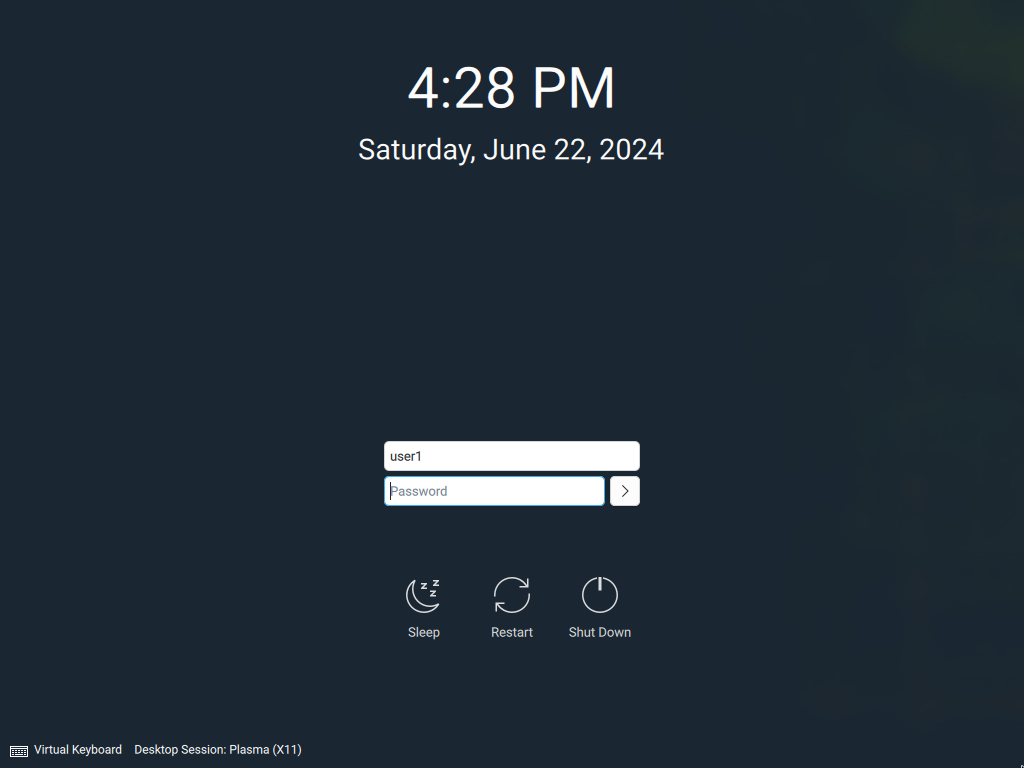 4:28 PM
Saturday, June 22, 2024
user1
Password
Sleep Restart Shut Down
Virtual Keyboard Desktop Session: Plasma (X11)